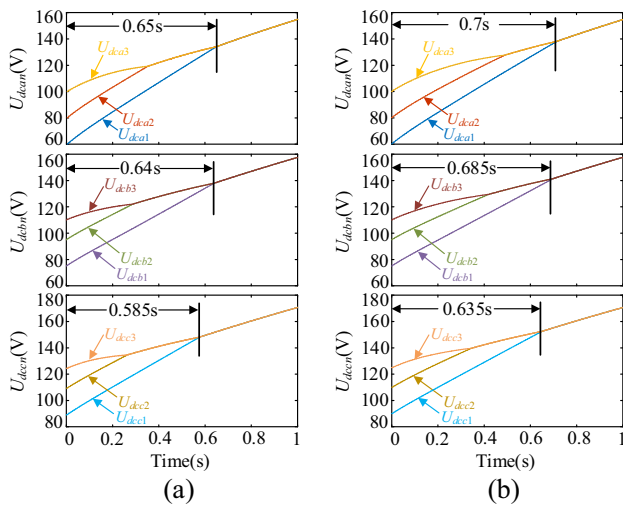 160
140
120
100
80
60
U_dcan(V)
0.65s
U_dca3
U_dca2
U_dca1
160
140
120
100
80
60
U_dcbn(V)
0.64s
U_dcb3
U_dcb2
U_dcb1
180
160
140
120
100
80
U_dccn(V)
0.585s
U_dcc3
U_dcc2
U_dcc1
0 0.2 0.4 0.6 0.8 1
Time(s)
(a)
160
140
120
100
80
60
U_dcan(V)
0.7s
U_dca3
U_dca2
U_dca1
160
140
120
100
80
60
U_dcbn(V)
0.685s
U_dcb3
U_dcb2
U_dcb1
180
160
140
120
100
80
U_dccn(V)
0.635s
U_dcc3
U_dcc2
U_dcc1
0 0.2 0.4 0.6 0.8 1
Time(s)
(b)